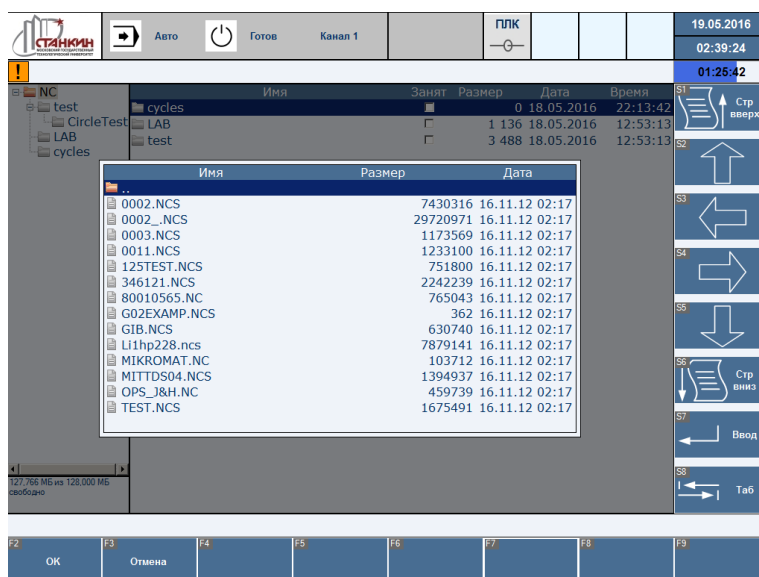 СТАНКИН
МОСКОВСКИЙ ГОСУДАРСТВЕННЫЙ
ТЕХНОЛОГИЧЕСКИЙ УНИВЕРСИТЕТ
Авто
Готов
Канал 1
ПЛК
19.05.2016
02:39:24
01:25:42
!
NC
test
CircleTest
LAB
cycles
Имя Занят Размер Дата Время
cycles 0 18.05.2016 22:13:42
LAB 1 136 18.05.2016 12:53:13
test 3 488 18.05.2016 12:53:13
Имя Размер Дата
..
0002.NCS 7430316 16.11.12 02:17
0002_.NCS 29720971 16.11.12 02:17
0003.NCS 1173569 16.11.12 02:17
0011.NCS 1233100 16.11.12 02:17
125TEST.NCS 751800 16.11.12 02:17
346121.NCS 2242239 16.11.12 02:17
80010565.NC 765043 16.11.12 02:17
G02EXAMP.NCS 362 16.11.12 02:17
GIB.NCS 630740 16.11.12 02:17
Li1hp228.ncs 7879141 16.11.12 02:17
MIKROMAT.NC 103712 16.11.12 02:17
MITTDS04.NCS 1394937 16.11.12 02:17
OPS_J&H.NC 459739 16.11.12 02:17
TEST.NCS 1675491 16.11.12 02:17
127,766 МБ из 128,000 МБ
свободно
S1
Стр
вверх
S2
S3
S4
S5
S6
Стр
вниз
S7
Ввод
S8
Таб
F2
ОК
F3
Отмена
F4
F5
F6
F7
F8
F9